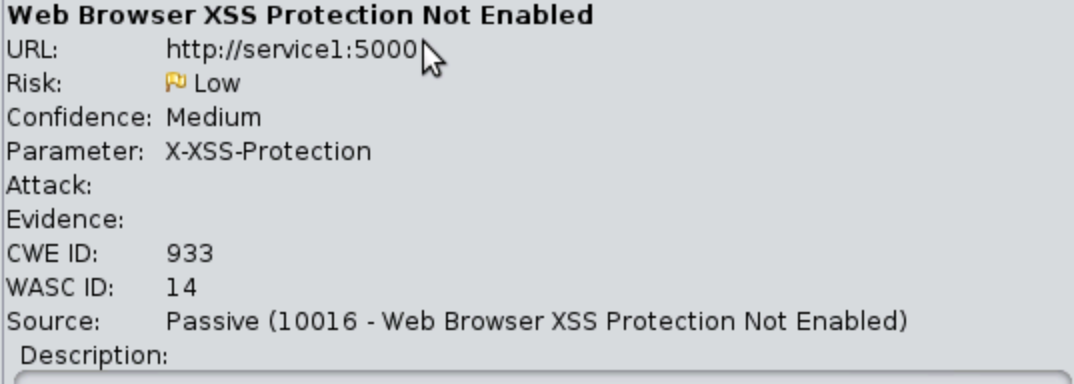 Web Browser XSS Protection Not Enabled
URL: http://service1:5000
Risk: Low
Confidence: Medium
Parameter: X-XSS-Protection
Attack:
Evidence:
CWE ID: 933
WASC ID: 14
Source: Passive (10016 - Web Browser XSS Protection Not Enabled)
Description: